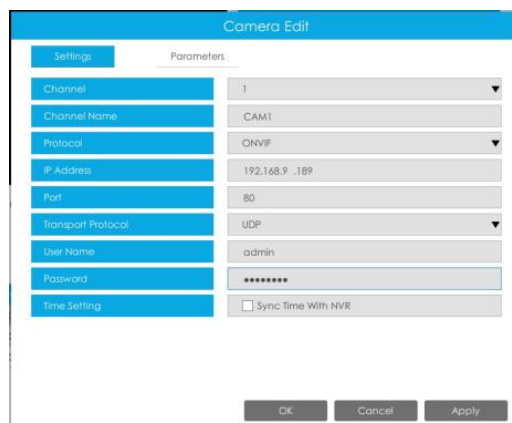 Camera Edit
Settings Parameters
Channel 1
Channel Name CAM1
Protocol ONVIF
IP Address 192.168.9 .189
Port 80
Transport Protocol UDP
User Name admin
Password ••••••••
Time Setting Sync Time With NVR
OK Cancel Apply